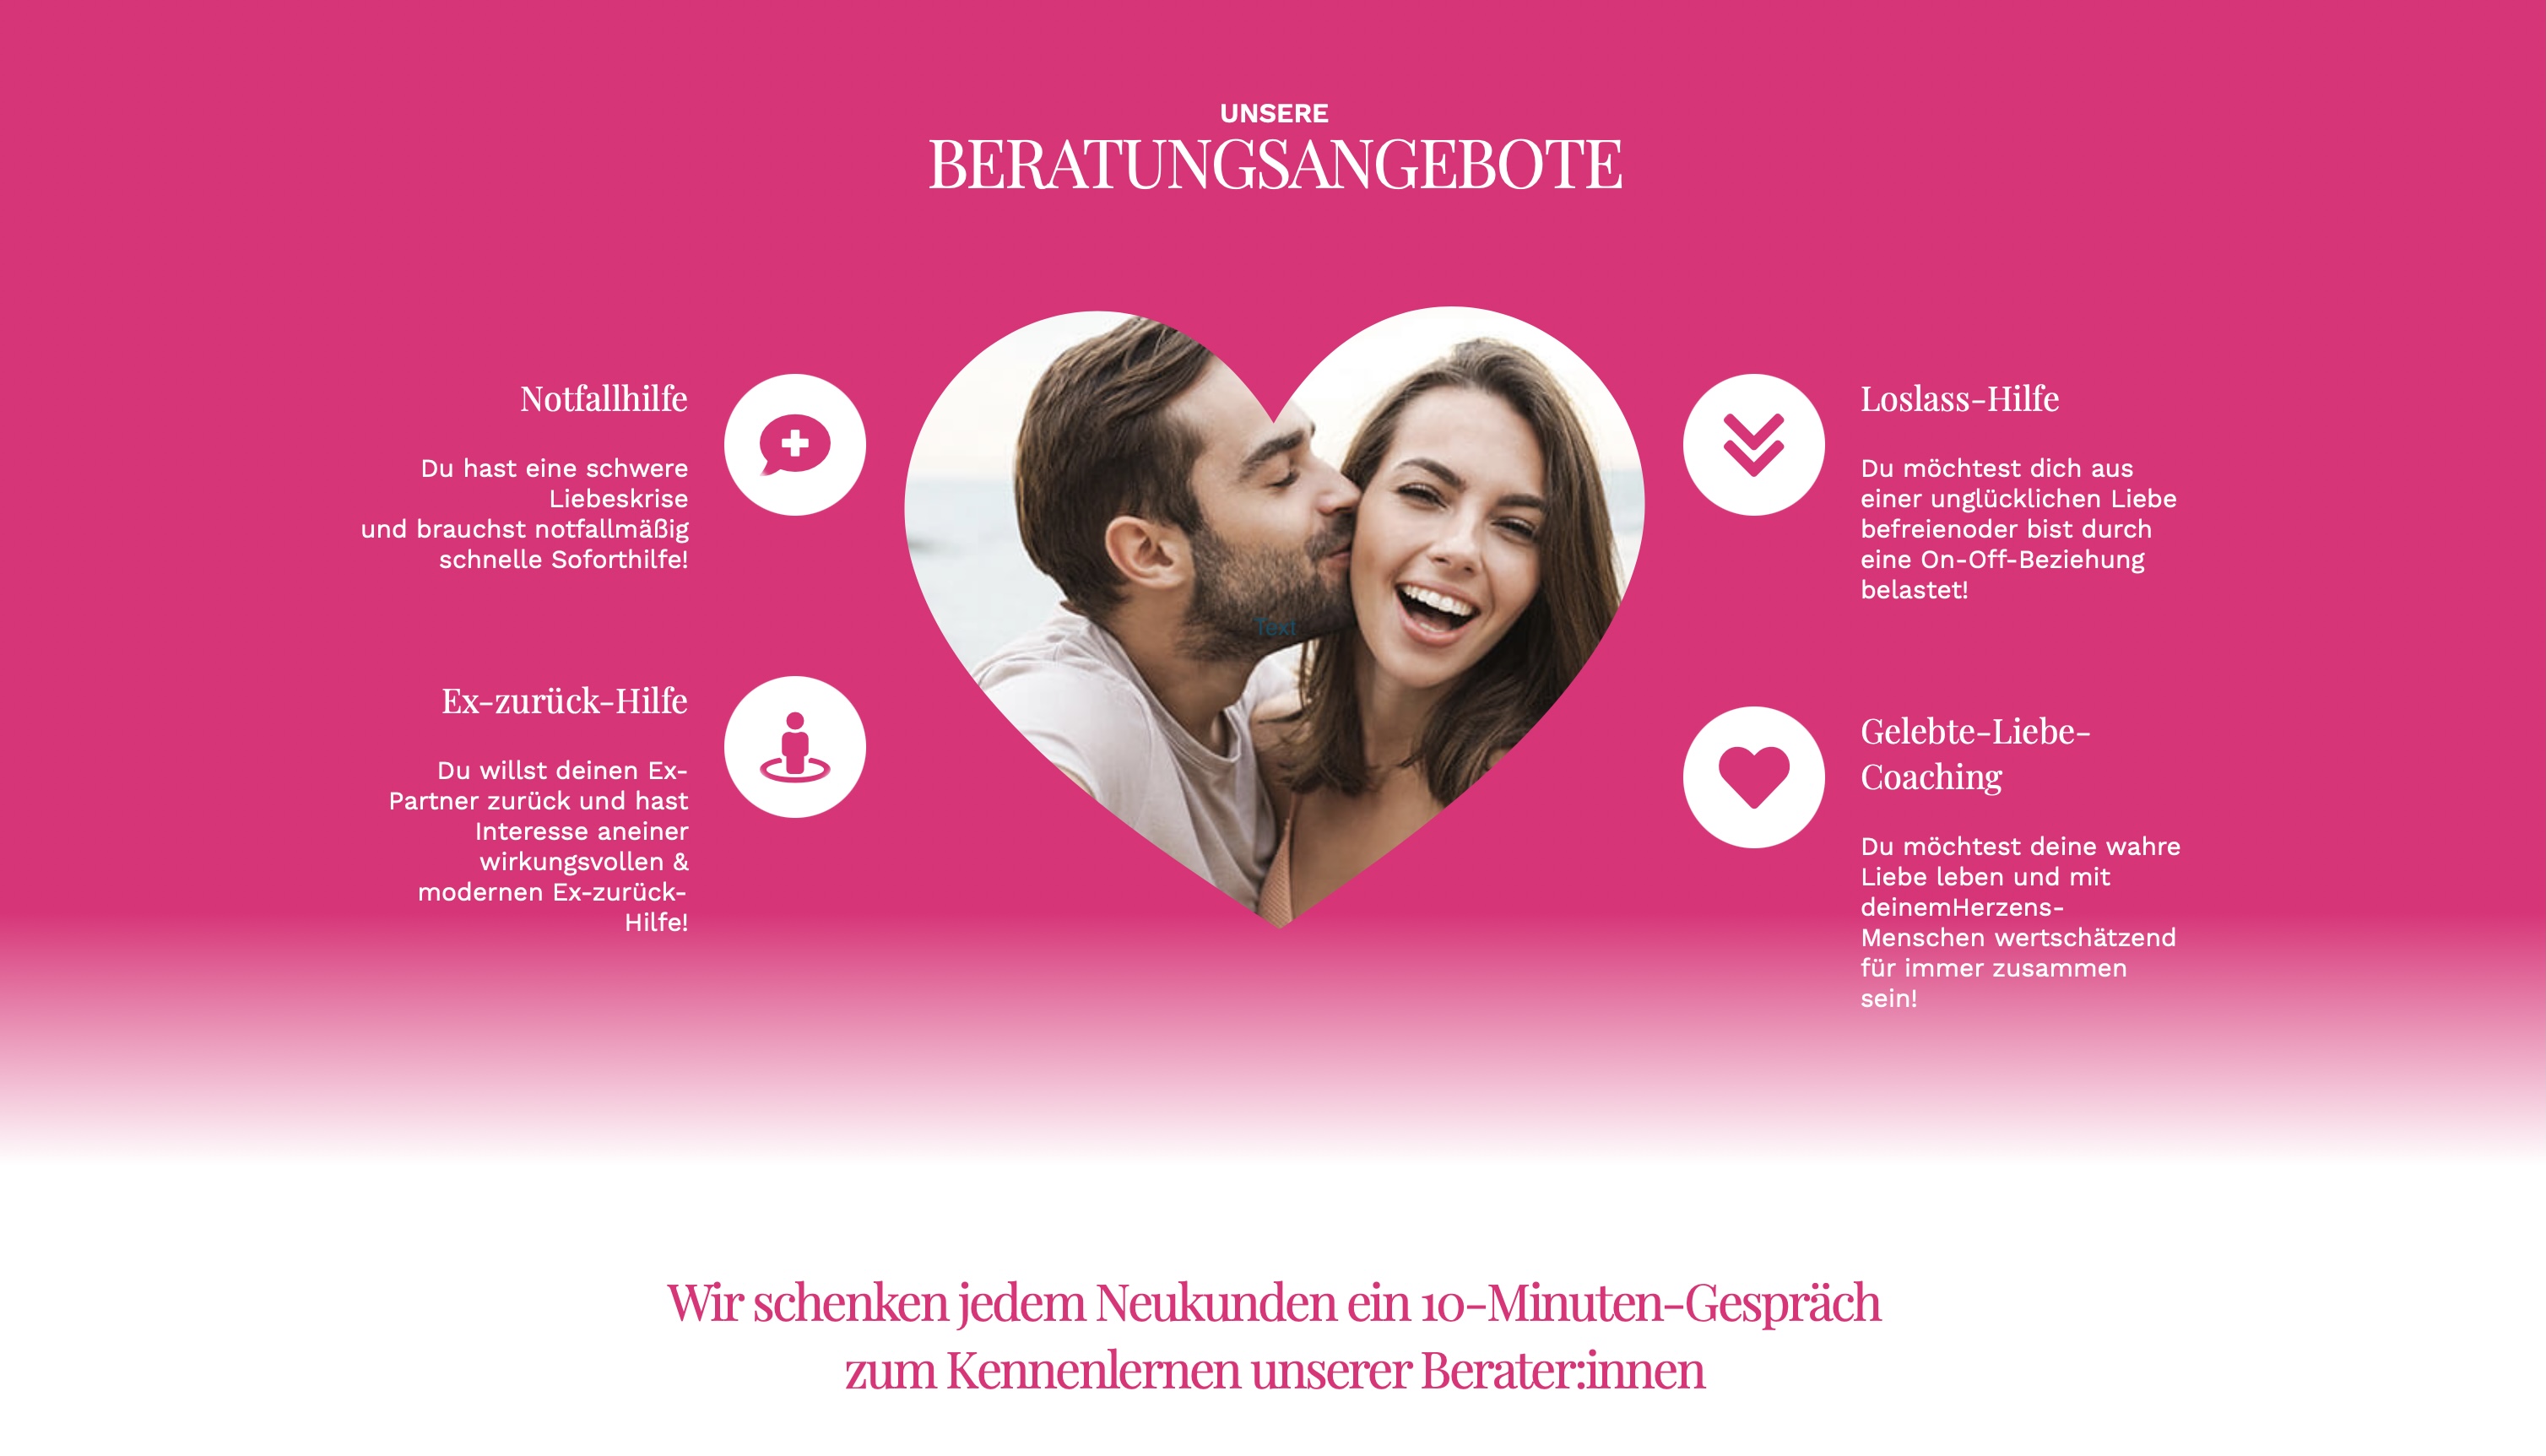 UNSERE
BERATUNGSANGEBOTE
Notfallhilfe
Du hast eine schwere
Liebeskrise
und brauchst notfallmäßig
schnelle Soforthilfe!
Ex-zurück-Hilfe
Du willst deinen Ex-
Partner zurück und hast
Interesse aneiner
wirkungsvollen &
modernen Ex-zurück-
Hilfe!
Text
Loslass-Hilfe
Du möchtest dich aus
einer unglücklichen Liebe
befreienoder bist durch
eine On-Off-Beziehung
belastet!
Gelebte-Liebe-
Coaching
Du möchtest deine wahre
Liebe leben und mit
deinemHerzens-
Menschen wertschätzend
für immer zusammen
sein!
Wir schenken jedem Neukunden ein 10-Minuten-Gespräch
zum Kennenlernen unserer Berater:innen